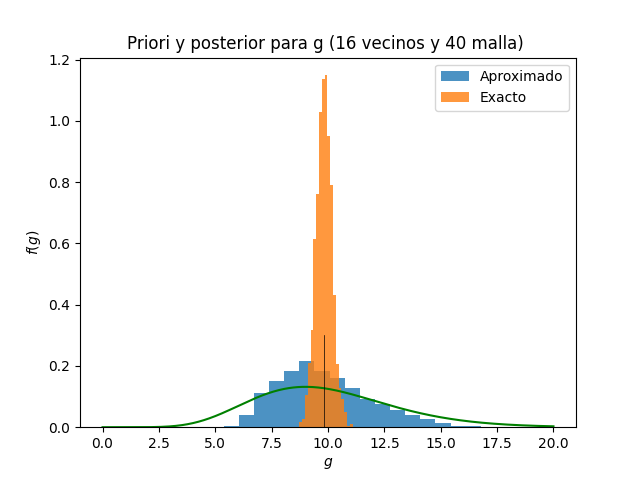 Priori y posterior para g (16 vecinos y 40 malla)
1.2
1.0
0.8
0.6
0.4
0.2
0.0
f(g)
Aproximado
Exacto
0.0 2.5 5.0 7.5 10.0 12.5 15.0 17.5 20.0
g